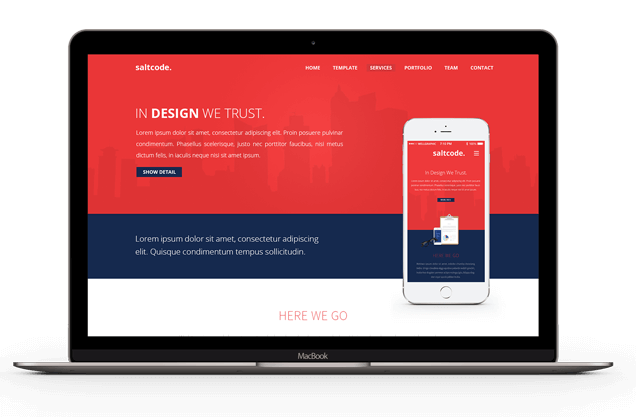 saltcode.
HOME TEMPLATE SERVICES PORTFOLIO TEAM CONTACT
IN DESIGN WE TRUST.
Lorem ipsum dolor sit amet, consectetur adipiscing elit. Proin posuere pulvinar
condimentum. Phasellus scelerisque, justo nec porttitor faucibus, nisi metus
dictum felis, in iaculis neque nisi sit amet ipsum.
SHOW DETAIL
Lorem ipsum dolor sit amet, consectetur adipiscing
elit. Quisque condimentum tempus sollicitudin.
HERE WE GO
7:10 PM
saltcode.
In Design We Trust.
HERE WE GO
MacBook